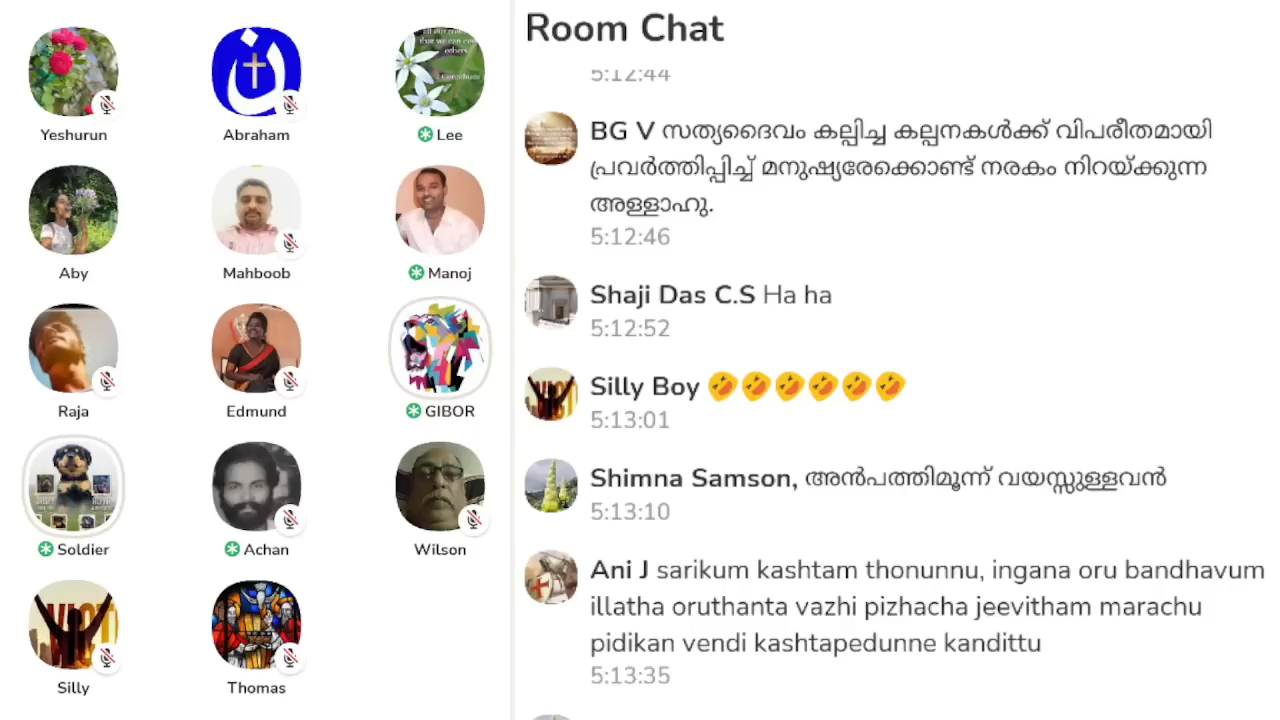 Yeshurun
Abraham
Lee
Aby
Mahboob
Manoj
Raja
Edmund
GIBOR
Soldier
Achan
Wilson
Silly
Thomas
Room Chat
5:12:44
BG V സത്യദൈവം കല്പിച്ച കല്പനകൾക്ക് വിപരീതമായി
പ്രവർത്തിപ്പിച്ച് മനുഷ്യരേക്കൊണ്ട് നരകം നിറയ്ക്കുന്ന
അള്ളാഹു.
5:12:46
Shaji Das C.S Ha ha
5:12:52
Silly Boy 🤣🤣🤣🤣🤣🤣
5:13:01
Shimna Samson, അൻപത്തിമൂന്ന് വയസ്സുള്ളവൻ
5:13:10
Ani J sarikum kashtam thonunnu, ingana oru bandhavum
illatha oruthanta vazhi pizhacha jeevitham marachu
pidikan vendi kashtapedunne kandittu
5:13:35